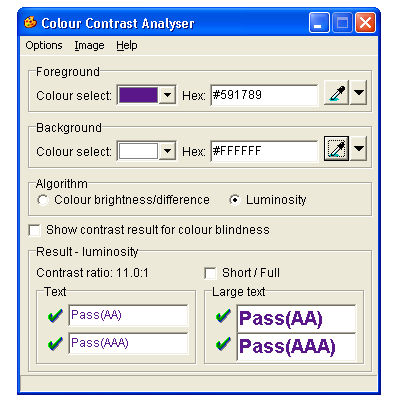 Colour Contrast Analyser
Options Image Help
Foreground
Colour select: Hex: #591789
Background
Colour select: Hex: #FFFFFF
Algorithm
Colour brightness/difference Luminosity
Show contrast result for colour blindness
Result - luminosity
Contrast ratio: 11.0:1 Short / Full
Text Large text
Pass(AA) Pass(AA)
Pass(AAA) Pass(AAA)